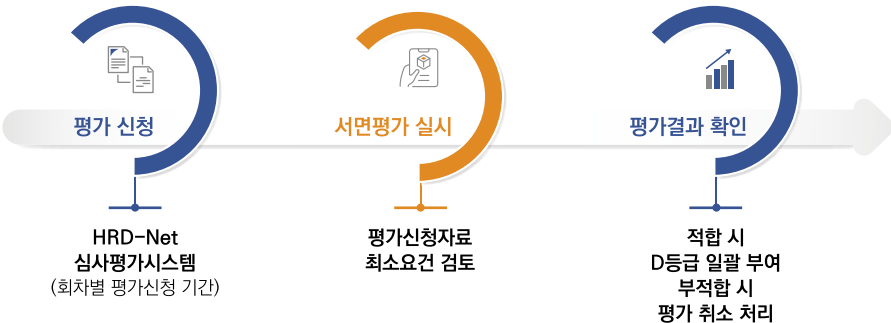 평가 신청
서면평가 실시
평가결과 확인
HRD-Net
심사평가시스템
(회차별 평가신청 기간)
평가신청자료
최소요건 검토
적합 시
D등급 일괄 부여
부적합 시
평가 취소 처리